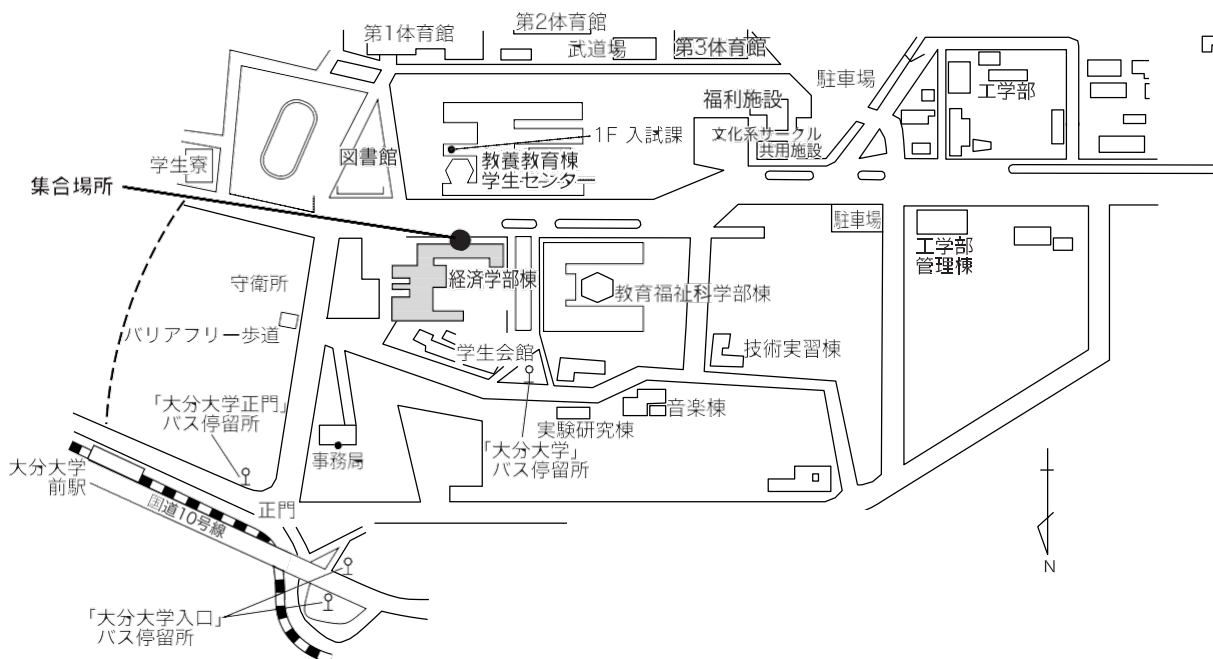 第1体育館
第2体育館
武道場
第3体育館
駐車場
工学部
福利施設
1F 入試課
文化系サークル
共用施設
図書館
教養教育棟
学生センター
学生寮
集合場所
駐車場
工学部
管理棟
守衛所
経済学部棟
教育福祉科学部棟
バリアフリー歩道
学生会館
技術実習棟
「大分大学正門」
バス停留所
音楽棟
実験研究棟
「大分大学」
バス停留所
事務局
大分大学
前駅
正門
国道10号線
N
「大分大学入口」
バス停留所